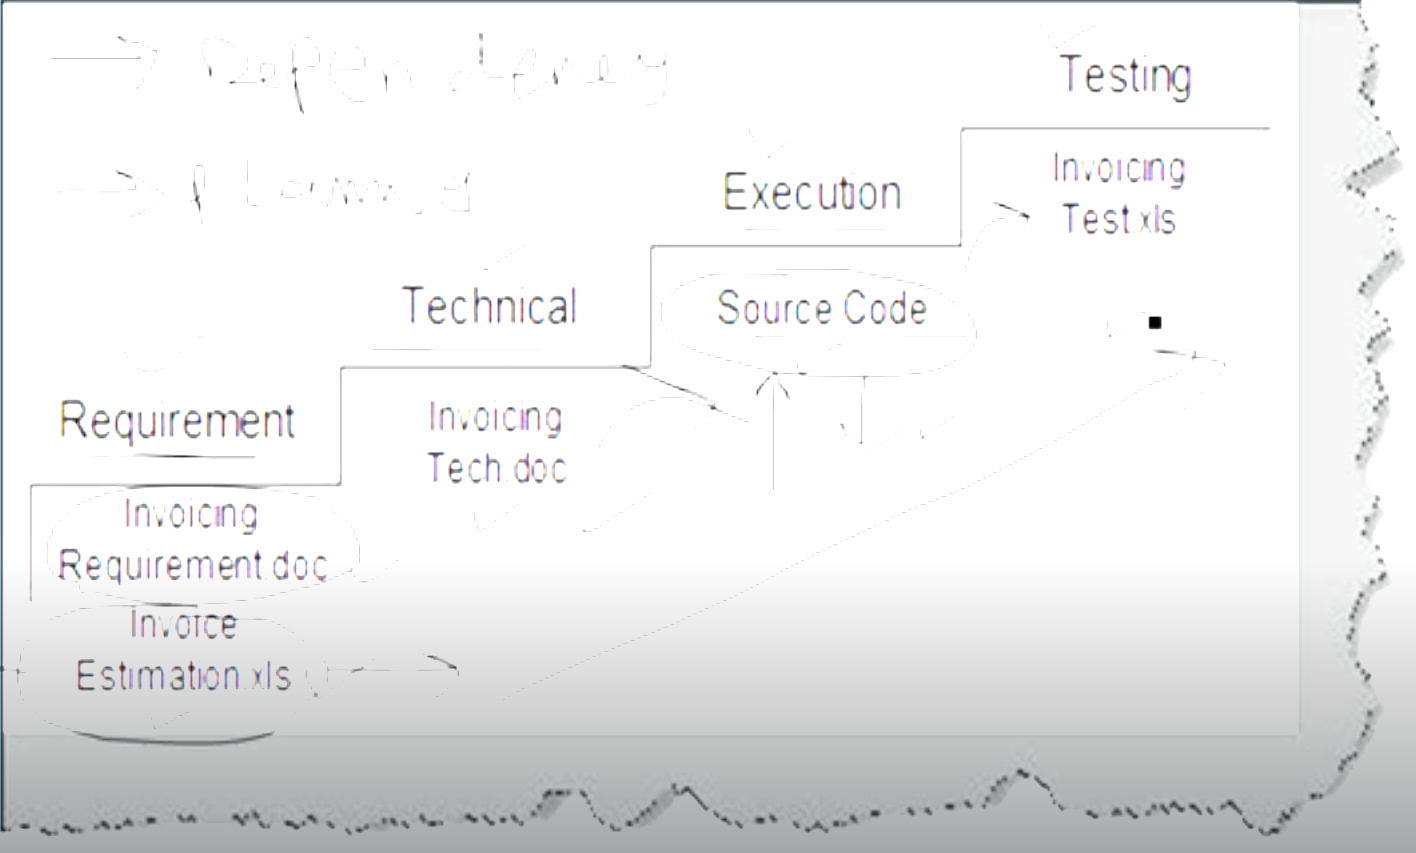 Dependency
Testing
Invoicing
Test.xls
Execution
Source Code
Technical
Invoicing
Tech.doc
Requirement
Invoicing
Requirement.doc
Invoice
Estimation.xls